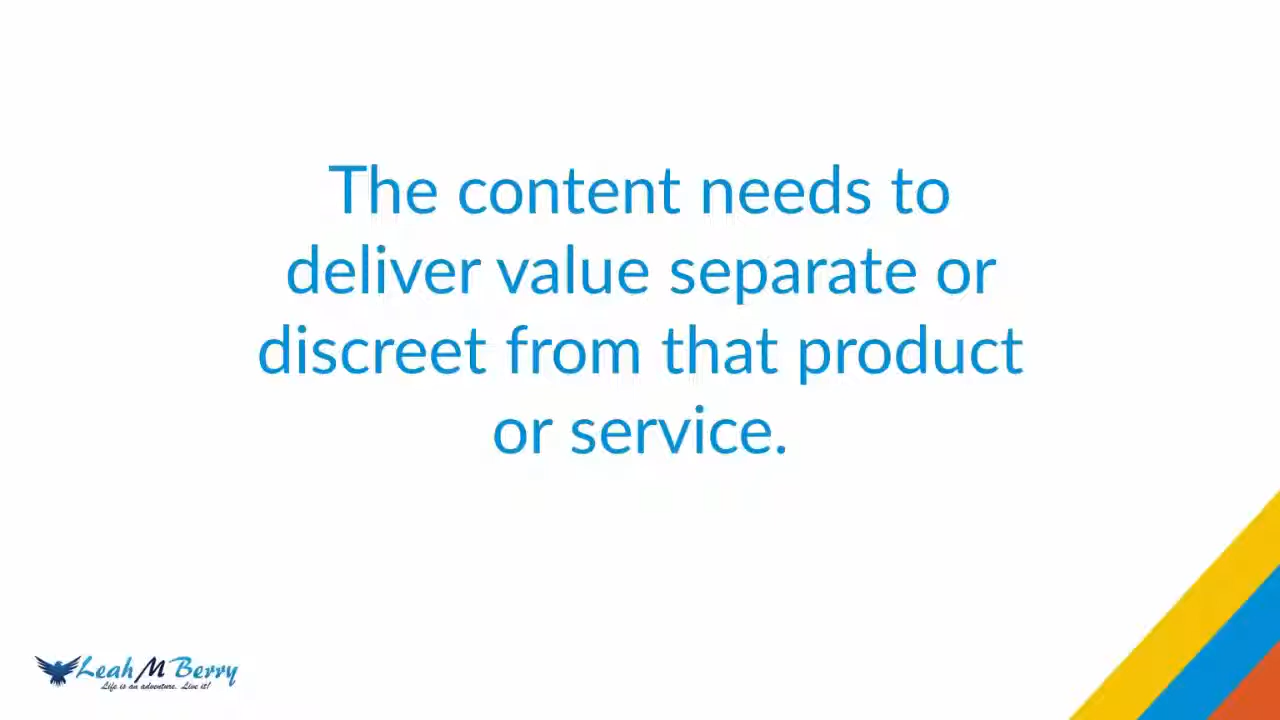 The content needs to
deliver value separate or
discreet from that product
or service.
Leah M Berry
Life is an adventure. Live it!